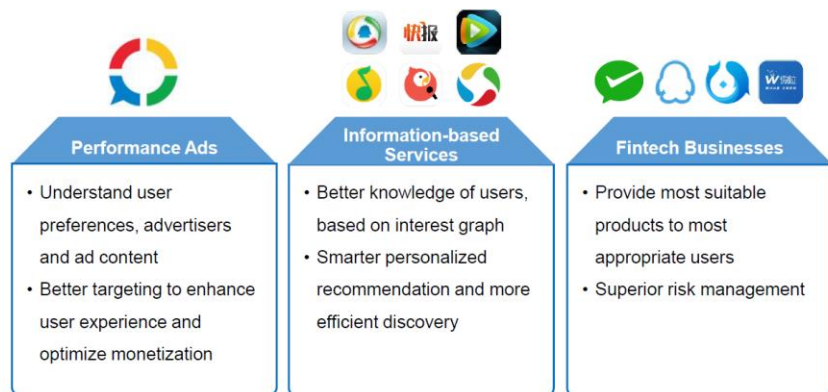 快报
Performance Ads
• Understand user
preferences, advertisers
and ad content
• Better targeting to enhance
user experience and
optimize monetization
Information-based
Services
• Better knowledge of users,
based on interest graph
• Smarter personalized
recommendation and more
efficient discovery
Fintech Businesses
• Provide most suitable
products to most
appropriate users
• Superior risk management